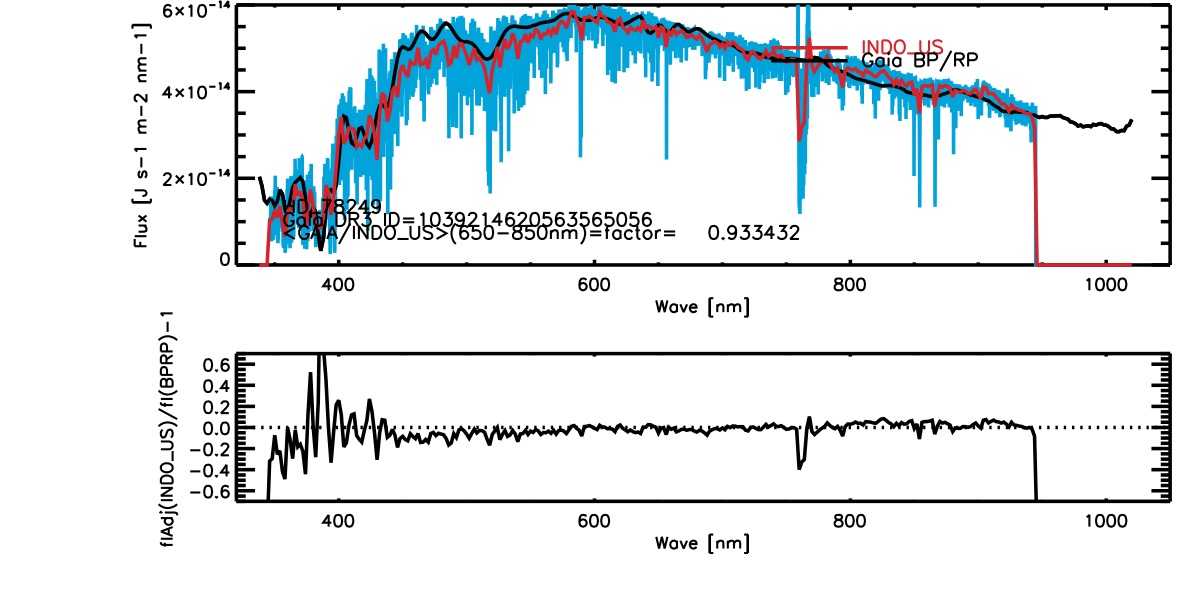 6×10−14
4×10−14
2×10−14
0
Flux [J s−1 m−2 nm−1]
INDO_US
Gaia BP/RP
HD 78249
Gaia DR3 ID=1039214620563565056
<GAIA/INDO_US>(650−850nm)=factor= 0.933432
400 600 800 1000
Wave [nm]
flAdj(INDO_US)/fl(BPRP)−1
0.6
0.4
0.2
0.0
−0.2
−0.4
−0.6
400 600 800 1000
Wave [nm]